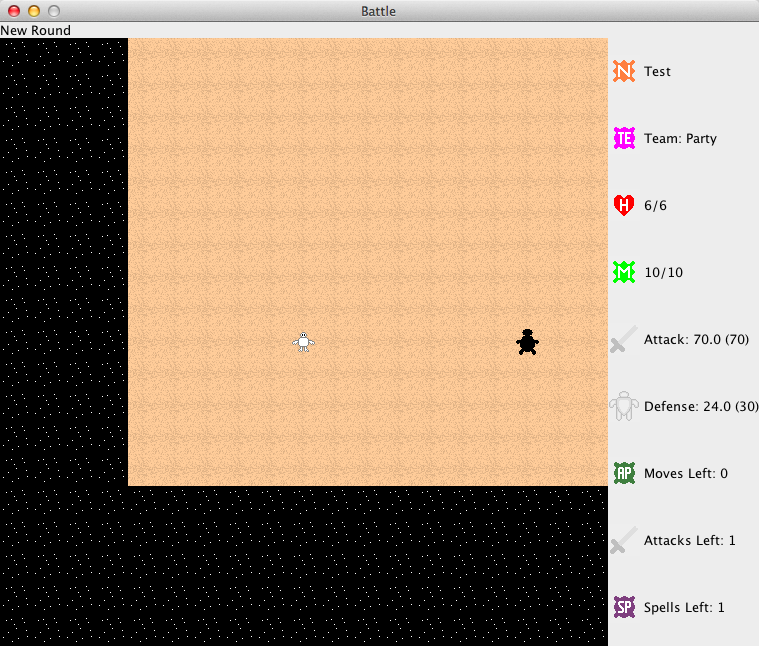 Battle
New Round
N Test
TE Team: Party
H 6/6
M 10/10
Attack: 70.0 (70)
Defense: 24.0 (30)
AP Moves Left: 0
Attacks Left: 1
SP Spells Left: 1